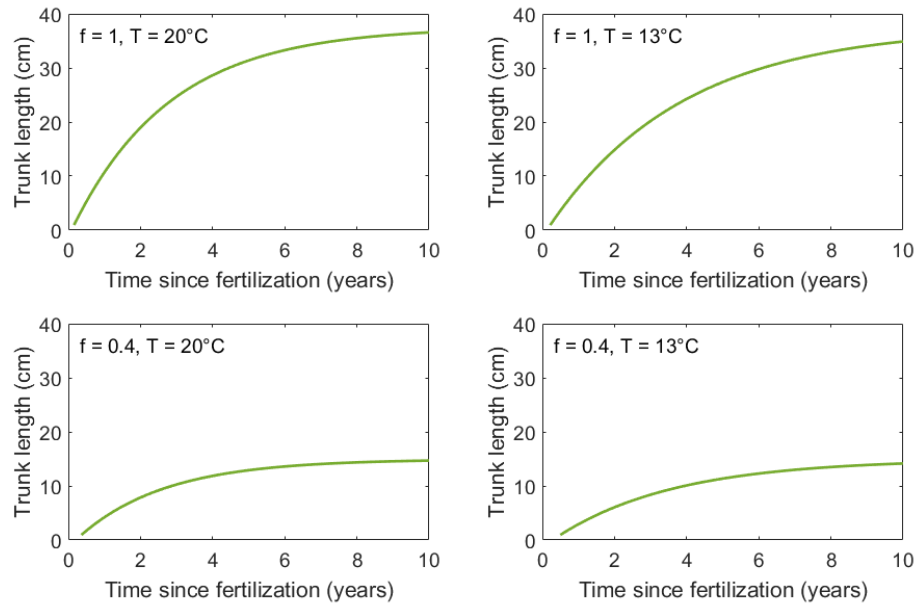 f = 1, T = 20°C
Trunk length (cm)
40
30
20
10
0
0 2 4 6 8 10
Time since fertilization (years)
f = 1, T = 13°C
Trunk length (cm)
40
30
20
10
0
0 2 4 6 8 10
Time since fertilization (years)
f = 0.4, T = 20°C
Trunk length (cm)
40
30
20
10
0
0 2 4 6 8 10
Time since fertilization (years)
f = 0.4, T = 13°C
Trunk length (cm)
40
30
20
10
0
0 2 4 6 8 10
Time since fertilization (years)